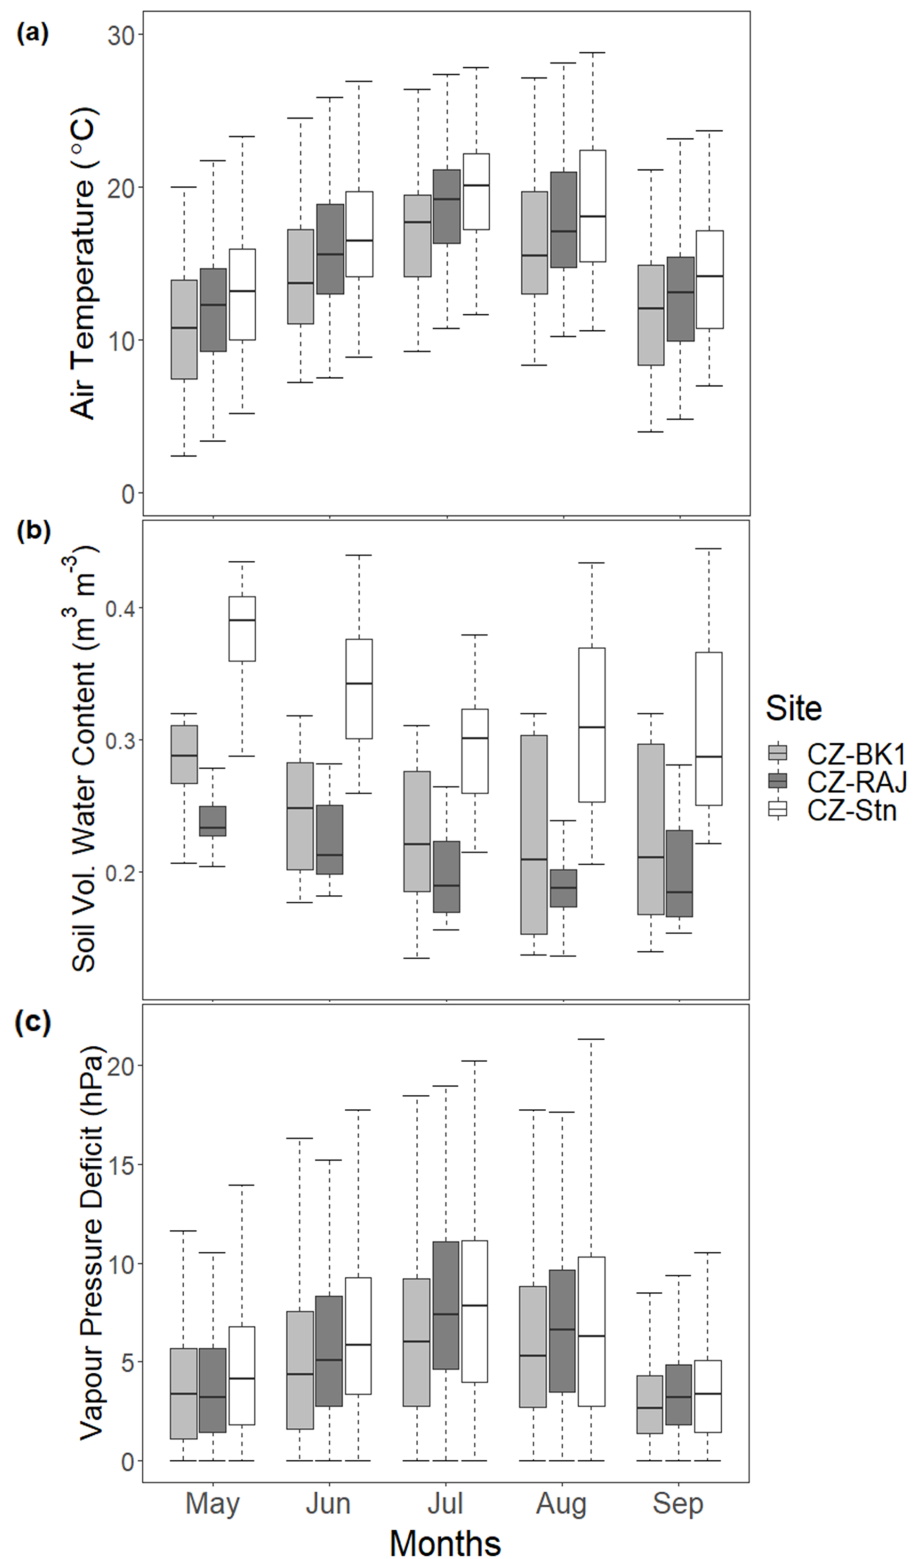 (a)
Air Temperature (°C)
30
20
10
0
(b)
Soil Vol. Water Content (m³ m⁻³)
0.4
0.3
0.2
Site
CZ-BK1
CZ-RAJ
CZ-Stn
(c)
Vapour Pressure Deficit (hPa)
20
15
10
5
0
May Jun Jul Aug Sep
Months